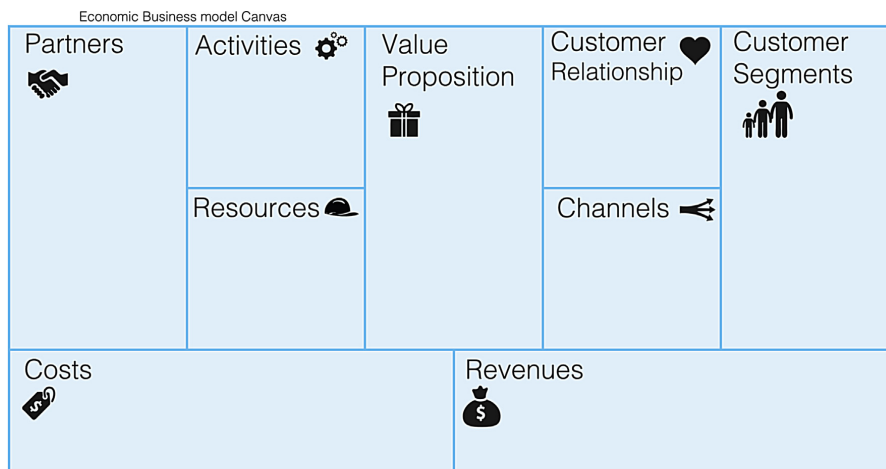 Economic Business model Canvas
Partners
Activities
Value
Proposition
Customer
Relationship
Customer
Segments
Resources
Channels
Costs
$
Revenues
$